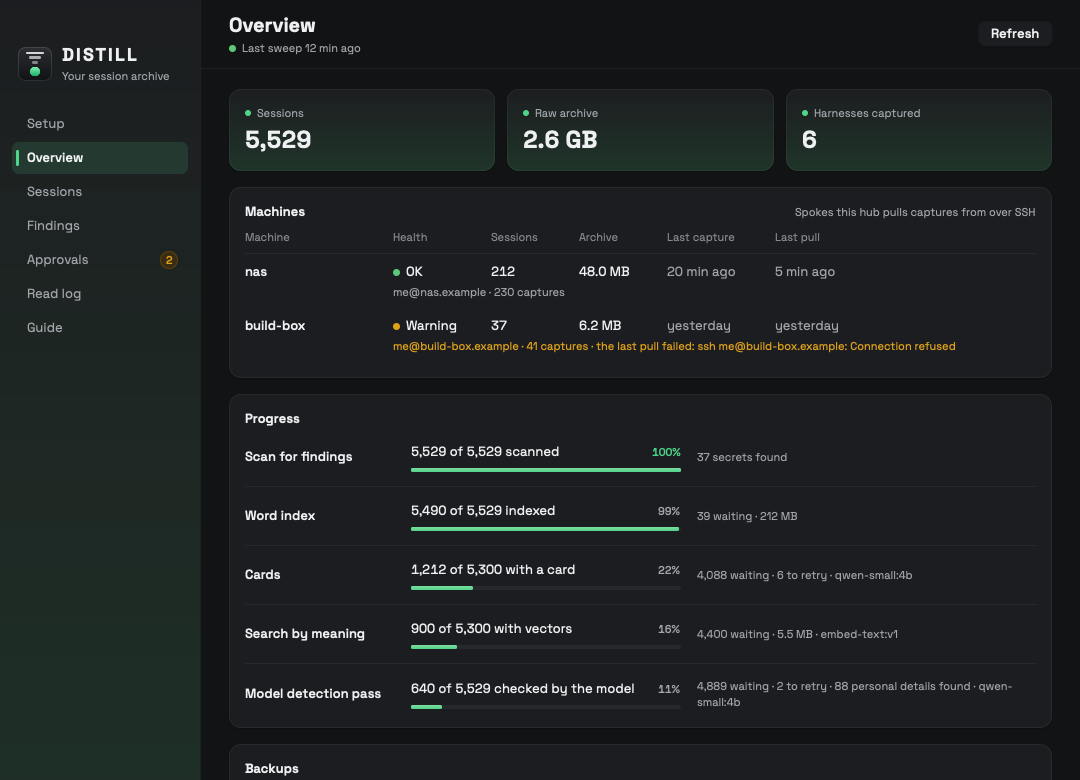 DISTILL
Your session archive
Setup
Overview
Sessions
Findings
Approvals 2
Read log
Guide
Overview
Last sweep 12 min ago
Refresh
Sessions
5,529
Raw archive
2.6 GB
Harnesses captured
6
Machines
Spokes this hub pulls captures from over SSH
Machine Health Sessions Archive Last capture Last pull
nas OK 212 48.0 MB 20 min ago 5 min ago
me@nas.example · 230 captures
build-box Warning 37 6.2 MB yesterday yesterday
me@build-box.example · 41 captures · the last pull failed: ssh me@build-box.example: Connection refused
Progress
Scan for findings 5,529 of 5,529 scanned 100% 37 secrets found
Word index 5,490 of 5,529 indexed 99% 39 waiting · 212 MB
Cards 1,212 of 5,300 with a card 22% 4,088 waiting · 6 to retry · qwen-small:4b
Search by meaning 900 of 5,300 with vectors 16% 4,400 waiting · 5.5 MB · embed-text:v1
Model detection pass 640 of 5,529 checked by the model 11% 4,889 waiting · 2 to retry · 88 personal details found · qwen-
small:4b
Backups